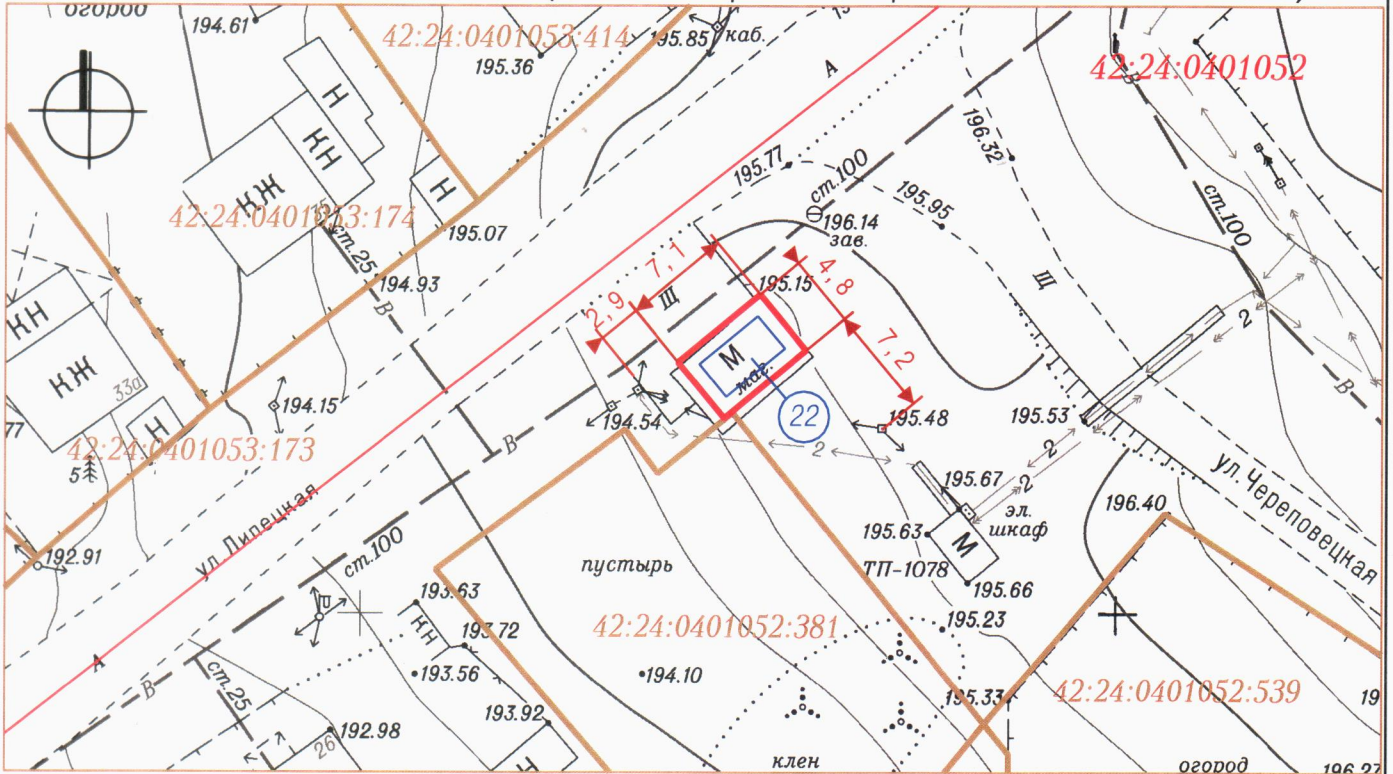 огород
194.61
42:24:0401053:414
195.36
195.85
каб.
А
42:24:0401052
В
Н
КН
КЖ
42:24:0401053:174
Н
195.07
ст.25
194.93
В
195.77
ст.100
196.14
зав.
195.95
196.32
Щ
ст.100
2
В
7,1
2,9
Щ
195.15
4,8
7,2
М
маг.
22
КН
КЖ
33а
Н
77
42:24:0401053:173
5
194.15
194.54
В
2
195.48
195.53
2
2
195.67
эл.
шкаф
195.63
М
ТП-1078
195.66
195.23
ул.Череповецкая
196.40
192.91
ул Липецкая
ст.100
пустырь
42:24:0401052:381
193.63
КН
193.72
193.56
194.10
193.92
Н
А
В
ст.25
192.98
26
195.33
42:24:0401052:539
19
клен
огород
196.27